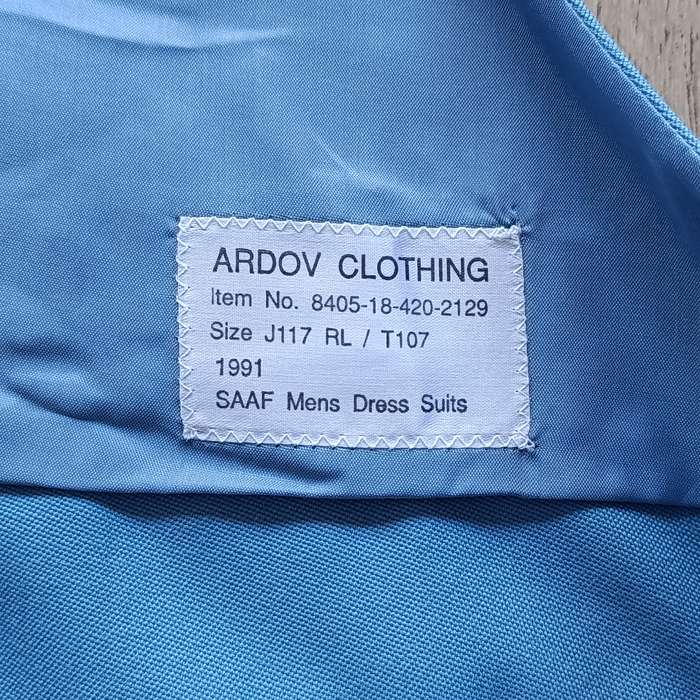 ARDOV CLOTHING
Item No. 8405-18-420-2129
Size J117 RL / T107
1991
SAAF Mens Dress Suits